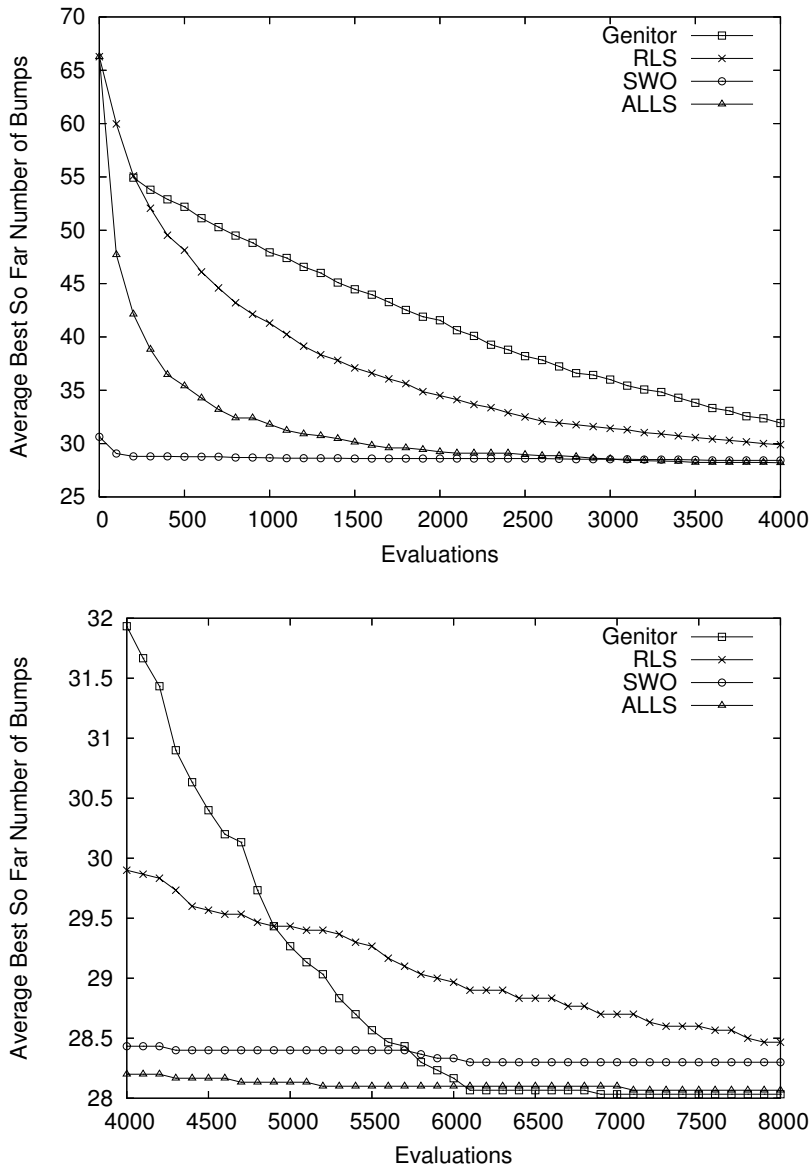 70
65
60
55
50
45
40
35
30
25
Average Best So Far Number of Bumps
Genitor
RLS
SWO
ALLS
0 500 1000 1500 2000 2500 3000 3500 4000
Evaluations
32
31.5
31
30.5
30
29.5
29
28.5
28
Average Best So Far Number of Bumps
Genitor
RLS
SWO
ALLS
4000 4500 5000 5500 6000 6500 7000 7500 8000
Evaluations